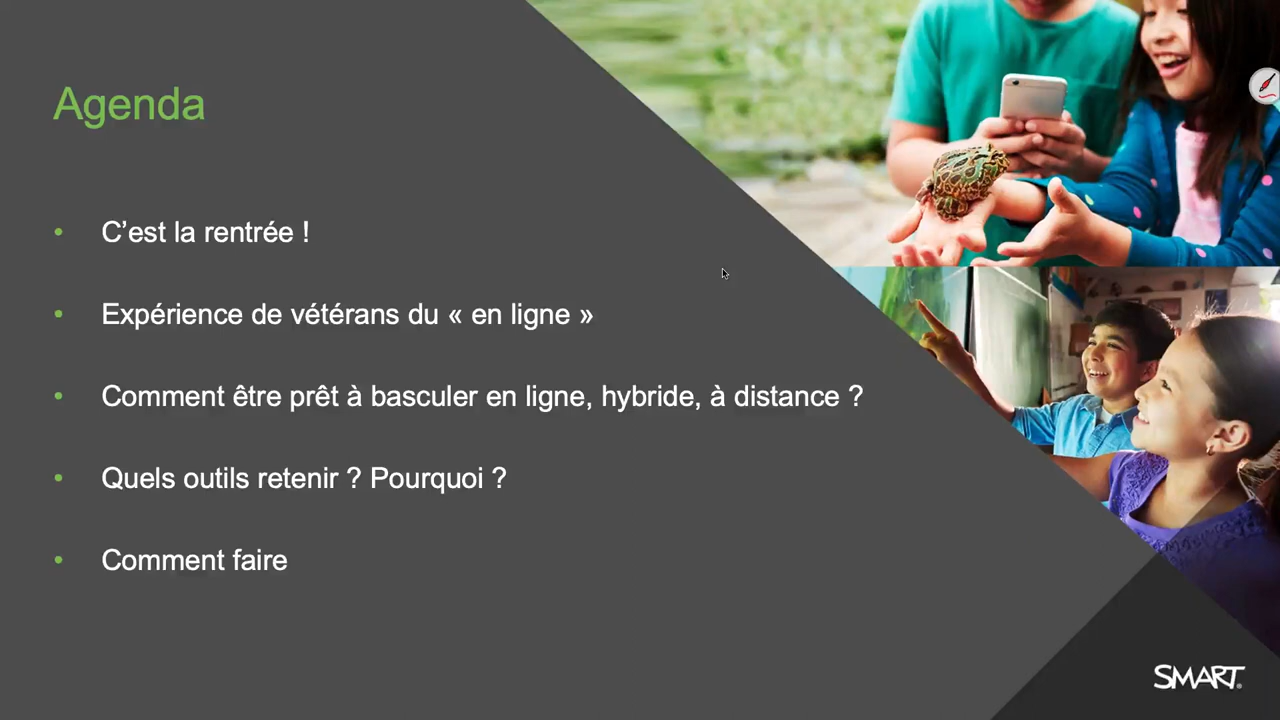 Agenda
• C’est la rentrée !
• Expérience de vétérans du « en ligne »
• Comment être prêt à basculer en ligne, hybride, à distance ?
• Quels outils retenir ? Pourquoi ?
• Comment faire
SMART